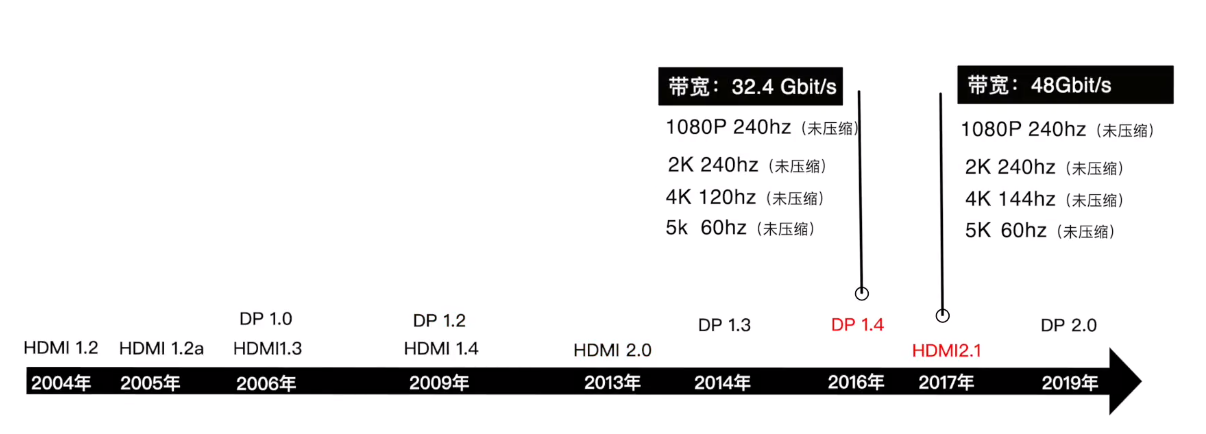 带宽：32.4 Gbit/s
1080P 240hz（未压缩）
2K 240hz（未压缩）
4K 120hz（未压缩）
5k 60hz（未压缩）
带宽：48Gbit/s
1080P 240hz（未压缩）
2K 240hz（未压缩）
4K 144hz（未压缩）
5K 60hz（未压缩）
DP 1.0
DP 1.2
DP 1.3
DP 1.4
DP 2.0
HDMI 1.2
HDMI 1.2a
HDMI1.3
HDMI 1.4
HDMI 2.0
HDMI2.1
2004年
2005年
2006年
2009年
2013年
2014年
2016年
2017年
2019年